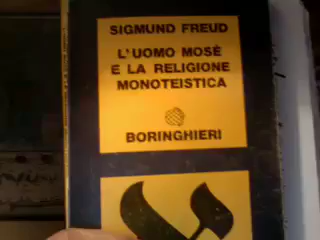 SIGMUND FREUD
L'UOMO MOSÈ
E LA RELIGIONE
MONOTEISTICA
BORINGHIERI